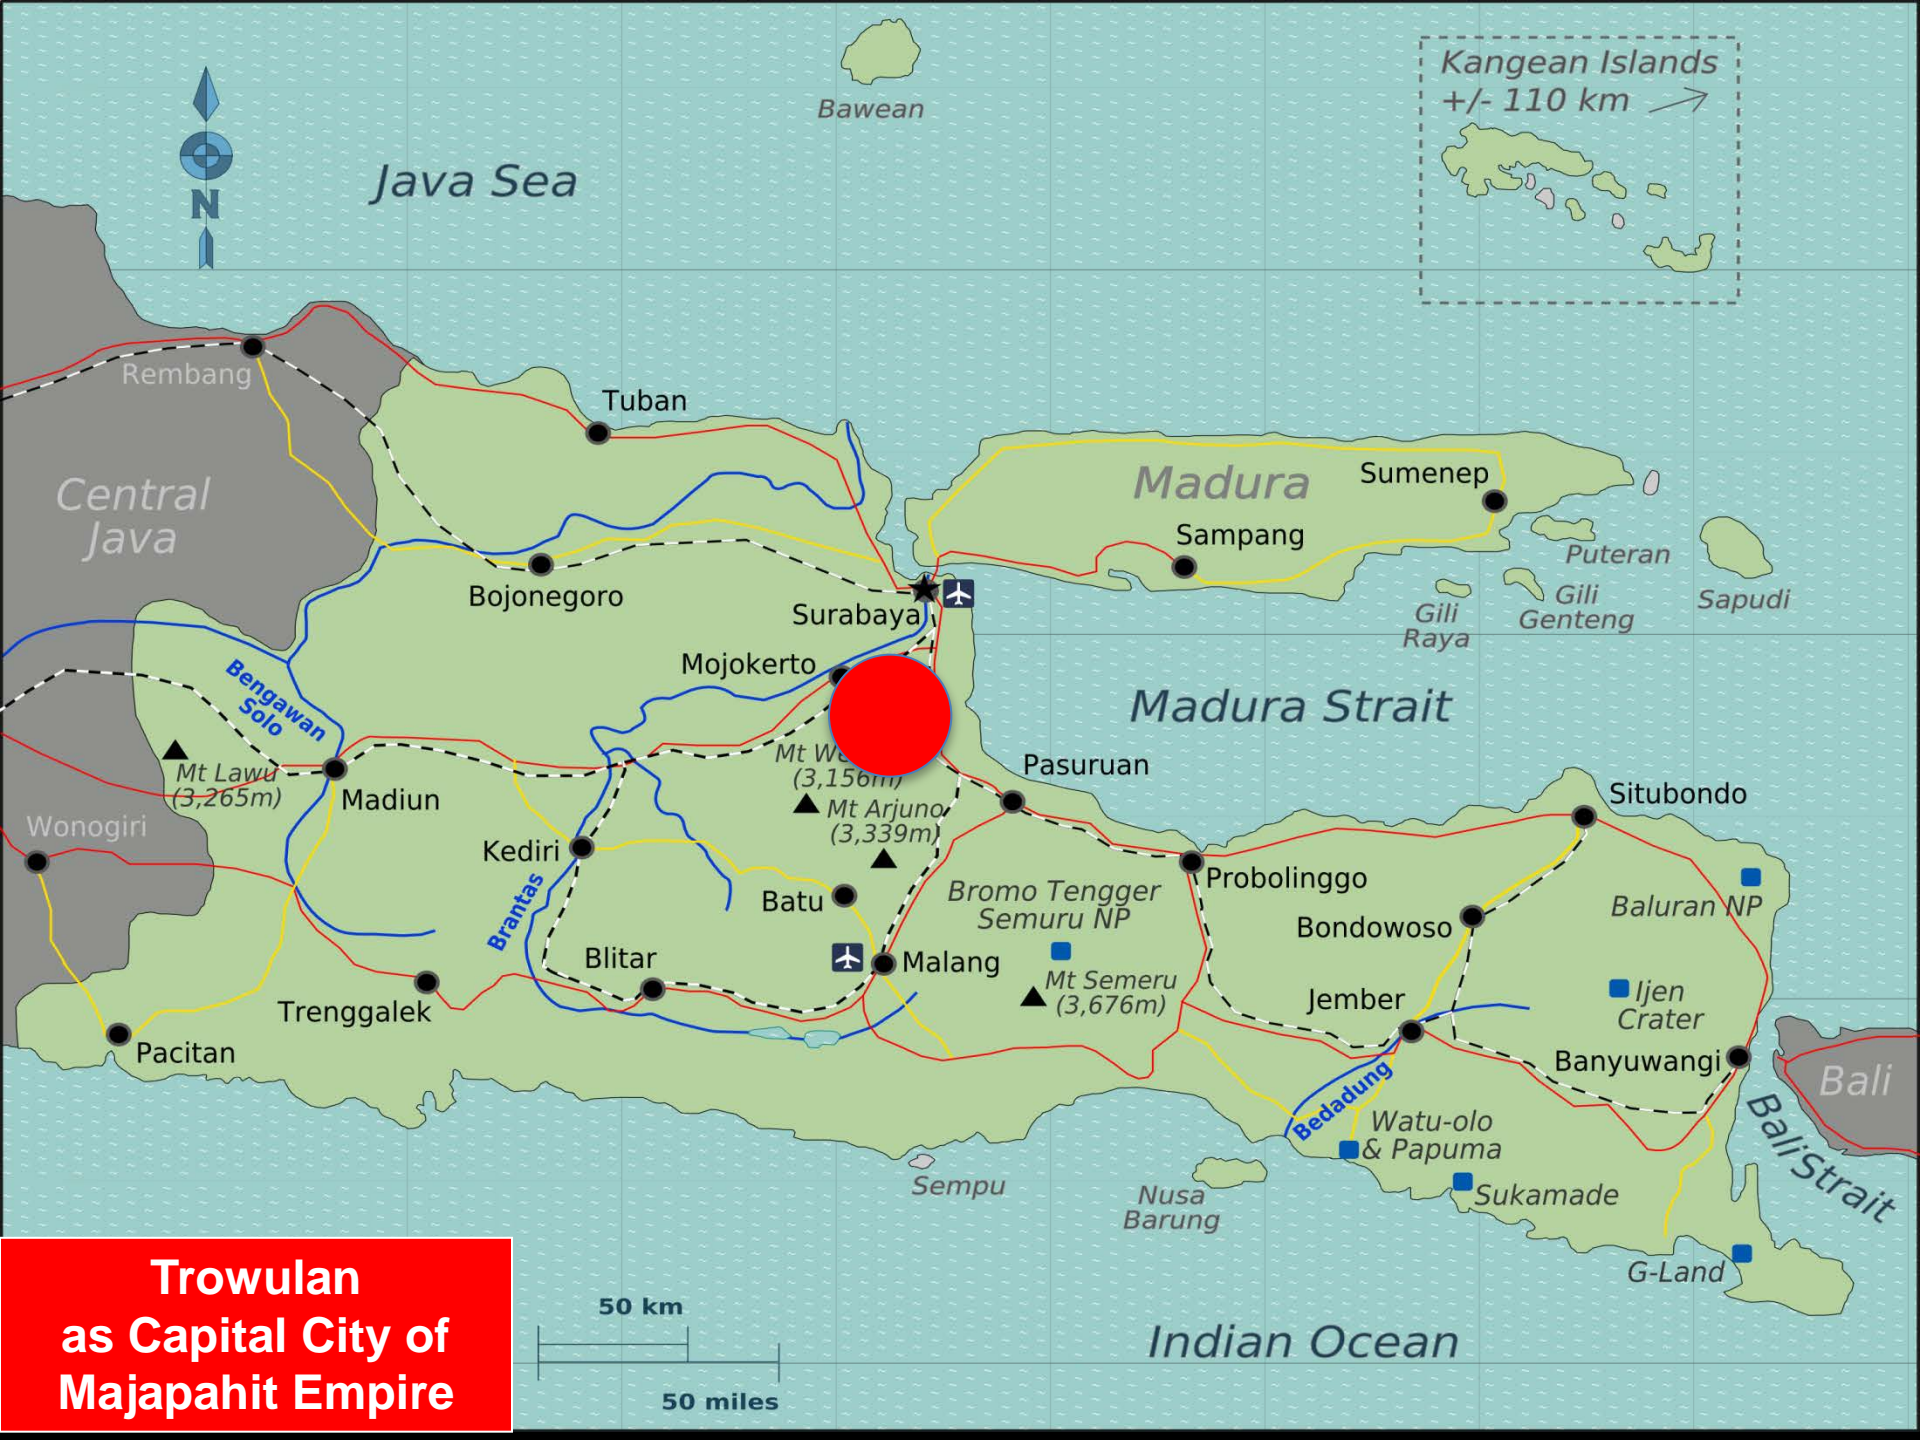 Kangean Islands
+/- 110 km
Bawean
Java Sea
N
Rembang
Tuban
Central
Java
Madura
Sumenep
Sampang
Puteran
Gili
Genteng
Sapudi
Gili
Raya
Bojonegoro
Surabaya
Mojokerto
Bengawan
Solo
Madura Strait
Mt Lawu
(3,265m)
Madiun
(3,156m)
Mt Arjuno
(3,339m)
Pasuruan
Situbondo
Wonogiri
Kediri
Brantas
Batu
Bromo Tengger
Semuru NP
Probolinggo
Baluran NP
Bondowoso
Blitar
Malang
Mt Semeru
(3,676m)
Jember
Ijen
Crater
Trenggalek
Pacitan
Banyuwangi
Bali
Bedadung
Watu-olo
& Papuma
Bali Strait
Sempu
Nusa
Barung
Sukamade
G-Land
Trowulan
as Capital City of
Majapahit Empire
50 km
50 miles
Indian Ocean